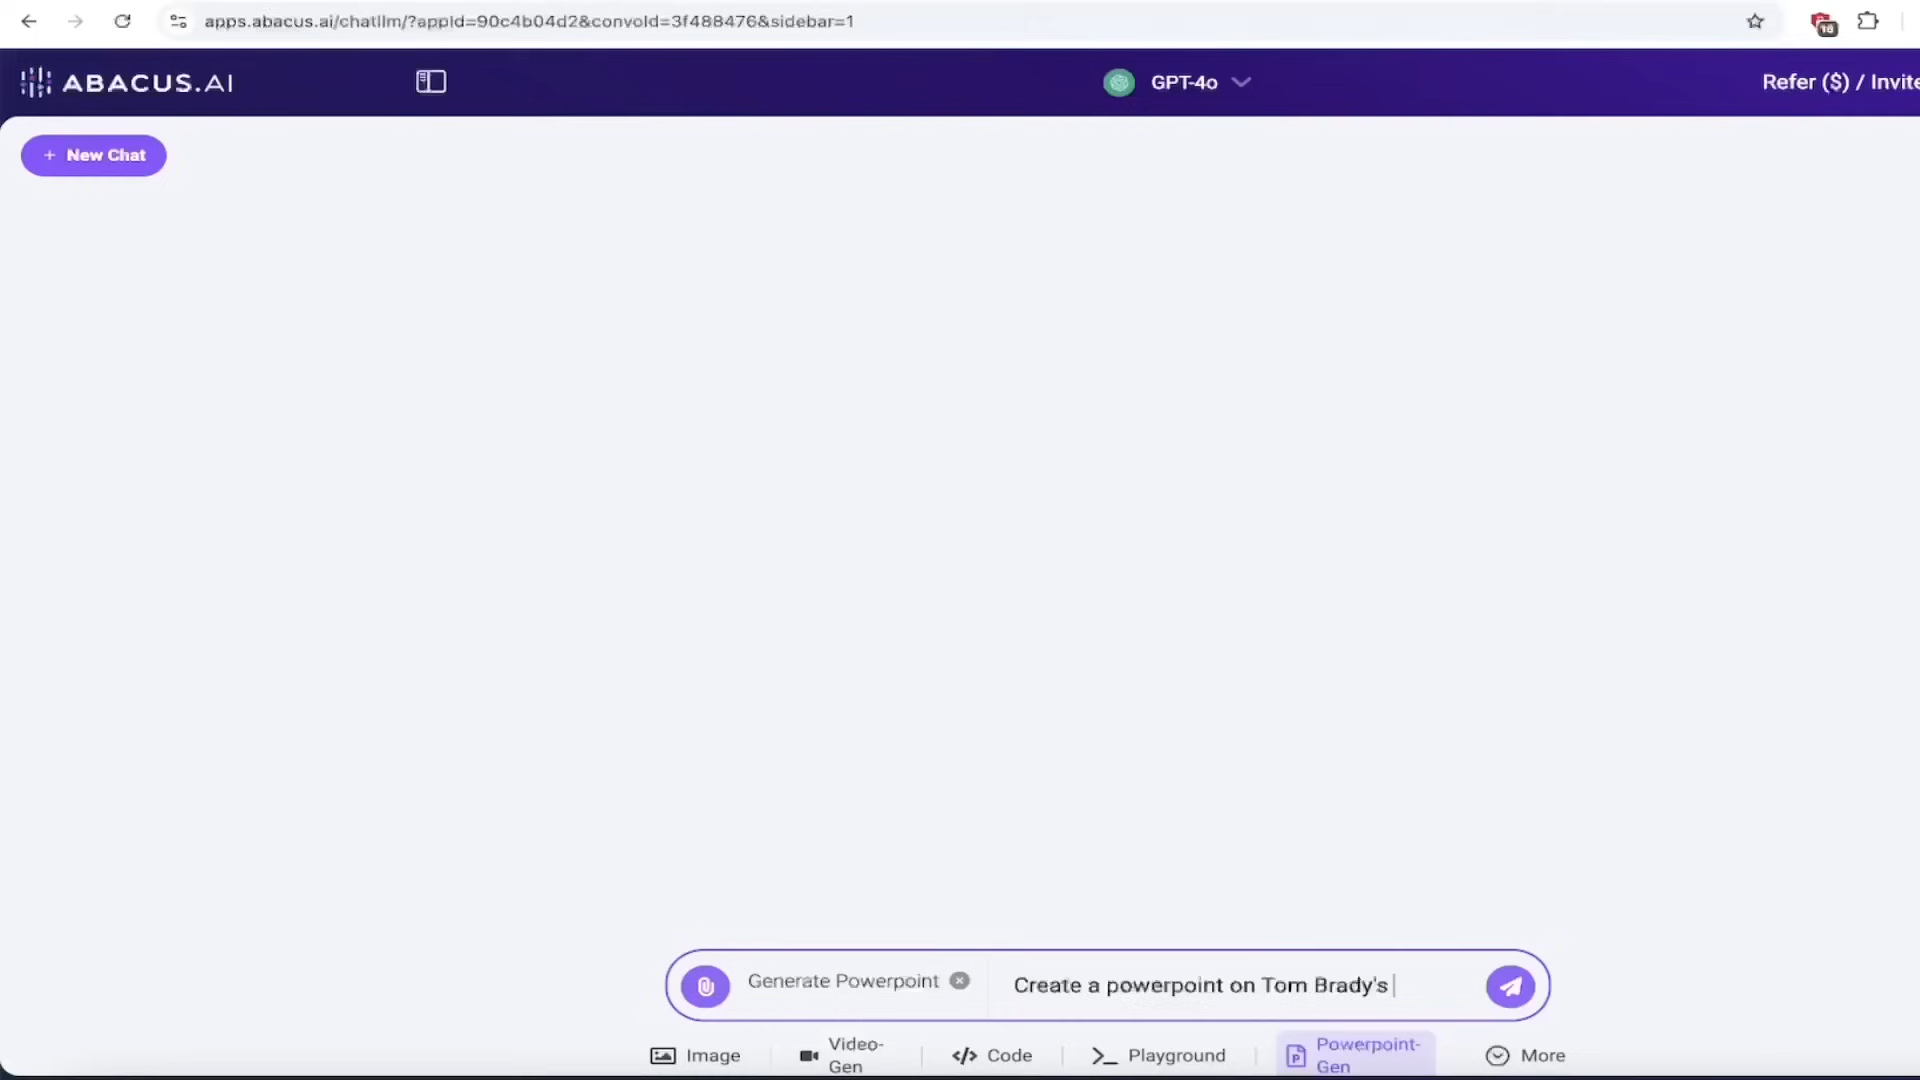 apps.abacus.ai/chatllm/?appId=90c4b04d2&convoId=3f488476&sidebar=1
16
ABACUS.AI
GPT-4o
Refer ($) / Invite
+ New Chat
Generate Powerpoint
Create a powerpoint on Tom Brady's
Image
Video-
Gen
</> Code
Playground
Powerpoint-
Gen
More